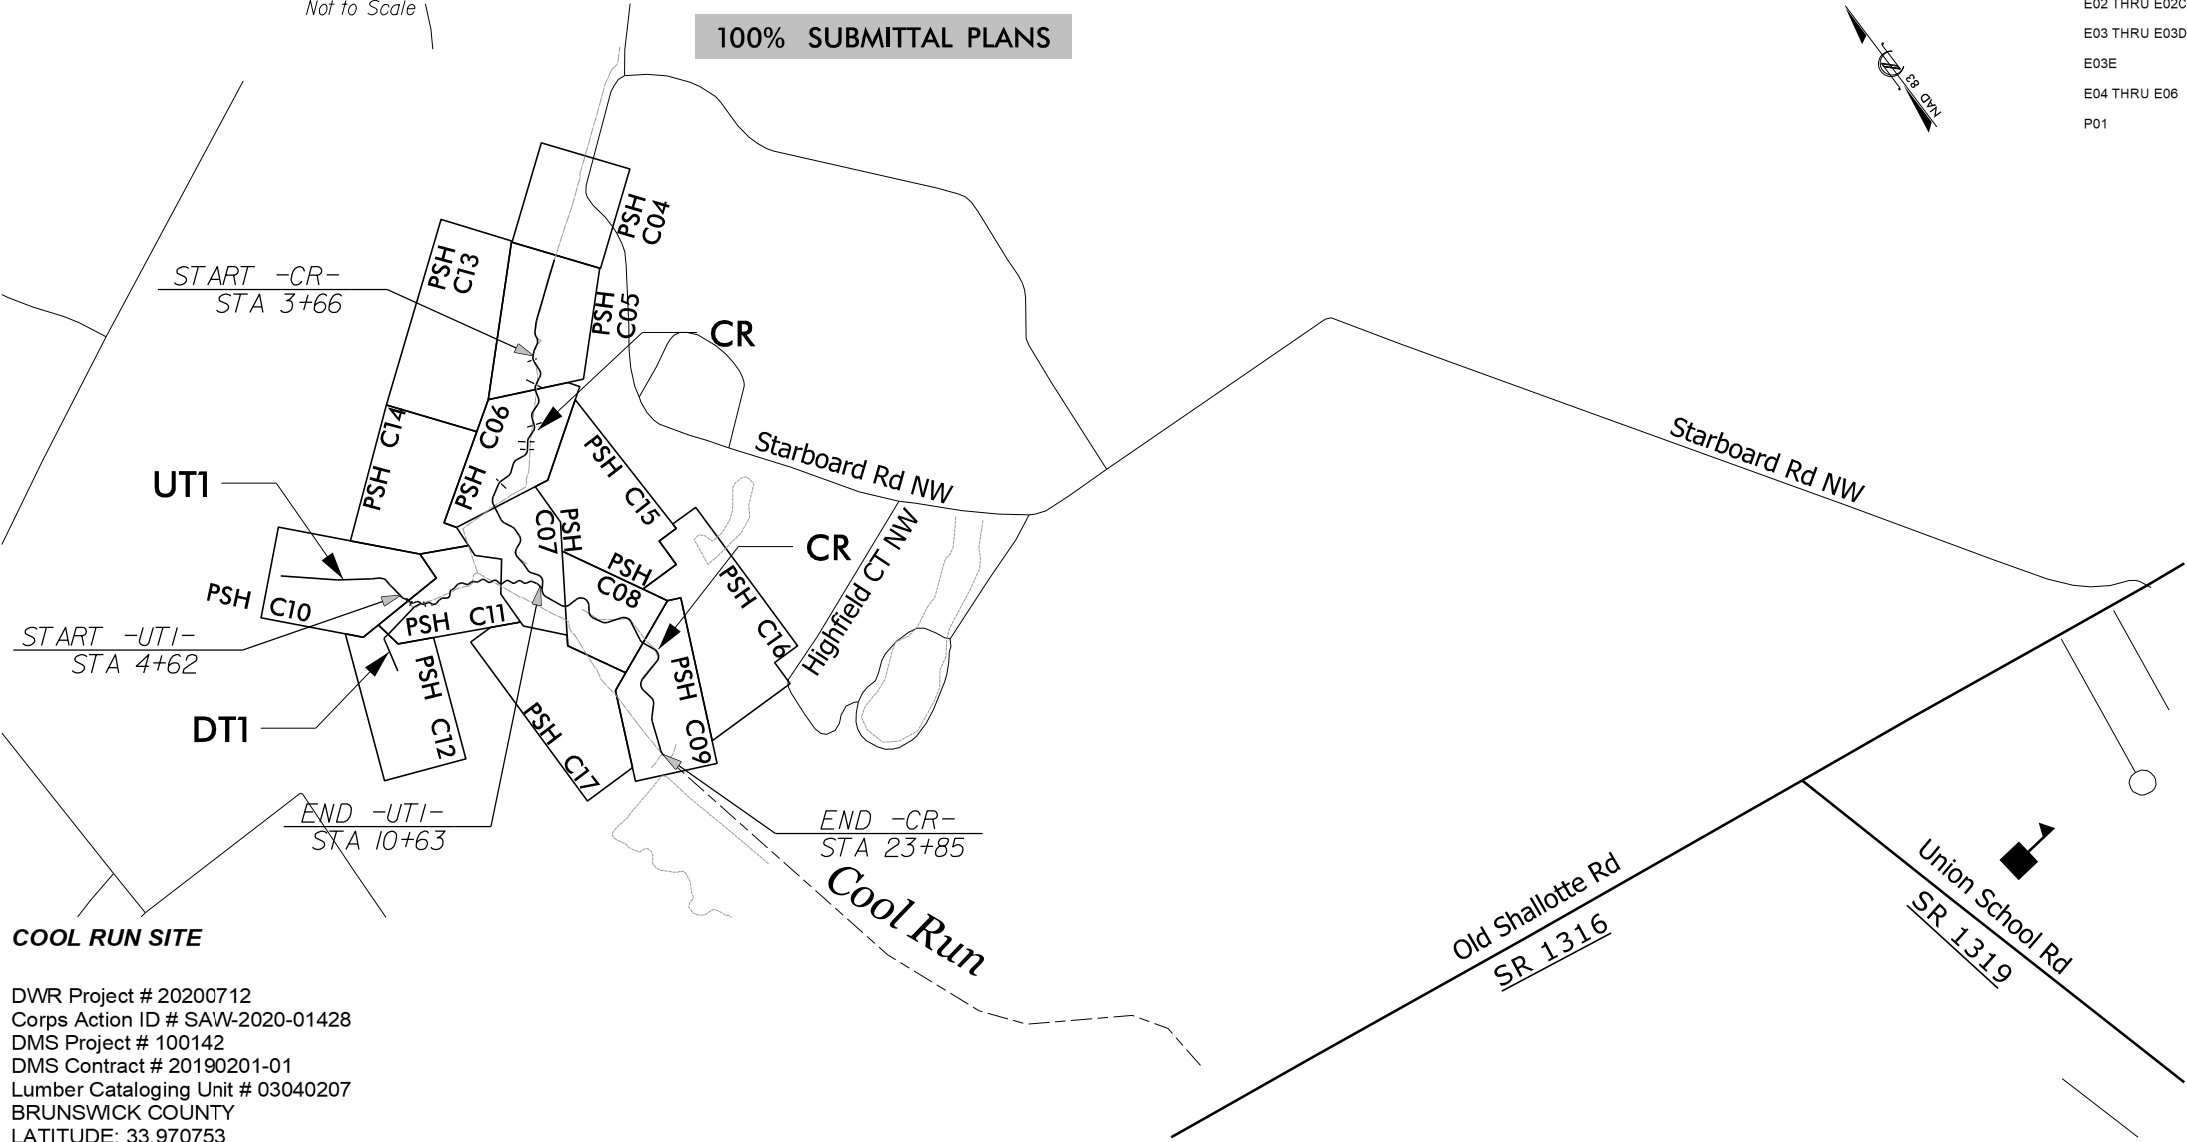 Not to Scale
100% SUBMITTAL PLANS
E02 THRU E02C
E03 THRU E03D
E03E
E04 THRU E06
P01
NAD 83
PSH C04
PSH C13
START -CR-
STA 3+66
PSH C05
CR
PSH C14
PSH C06
UT1
PSH C15
Starboard Rd NW
Starboard Rd NW
PSH C07
CR
PSH C08
PSH C10
PSH C11
PSH C16
Highfield CT NW
START -UT1-
STA 4+62
PSH C12
PSH C09
DT1
PSH C17
END -UT1-
STA 10+63
END -CR-
STA 23+85
Cool Run
Old Shallotte Rd
SR 1316
Union School Rd
SR 1319
COOL RUN SITE
DWR Project # 20200712
Corps Action ID # SAW-2020-01428
DMS Project # 100142
DMS Contract # 20190201-01
Lumber Cataloging Unit # 03040207
BRUNSWICK COUNTY
LATITUDE: 33.970753